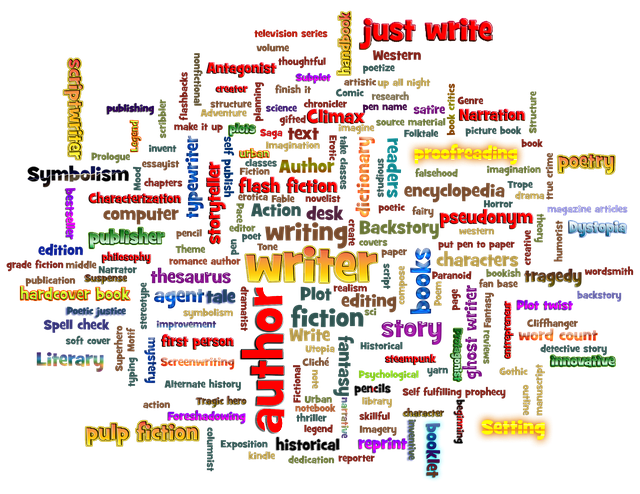 television series
handbook
just write
volume
thoughtful
Western
scriptwriter
nonfictional
Antagonist
Subplot
poetize
flashbacks
creator
planning
finish it
artistic
up all night
Comic
research
critics
structure
chronicler
pen name
satire
Genre
publishing
scribbler
Adventure
science
gifted
Climax
source material
book
Narration
structure
Legend
make it up
plots
Saga
text
imagine
Folktale
picture book
Prologue
invent
self publish
Imagination
Erotic
take classes
dictionary
readers
proofreading
book
essayist
typewriter
storyteller
urban
classes
Author
studious
falsehood
imagination
true crime
poetry
Symbolism
Mood
chapters
Fiction
flash fiction
encyclopedia
Trope
drama
bestseller
Characterization
erotica
Fable
novelist
poetic
Horror
computer
Poetic
Action
desk
fairy
pseudonym
magazine articles
publisher
pencil
editor
writing
create
Backstory
western
theory
humorist
Dystopia
edition
Theme
pen
poet
Tone
covers
put pen to paper
creative
philosophy
romance author
writer
paper
books
characters
grade fiction
middle
Narrator
thesaurus
script
compose
Paranoid
bookish
tragedy
wordsmith
publication
Suspense
fan base
hardcover book
stereotype
agent
tale
dramatist
author
Plot
realism
editing
Poem
page
ghost writer
Fantasy
backstory
Poetic justice
symbolism
fiction
sci
Plot twist
Spell check
improvement
Write
story
Protagonist
reviews
entrepreneur
Cliffhanger
soft cover
Superhero
Motif
mystery
first person
Utopia
fantasy
Historical
word count
Literary
typing
Screenwriting
Cliché
steampunk
detective story
innovative
Fictional
note
Psychological
yarn
Gothic
Alternate history
pencils
Self fulfilling prophecy
outline
manuscript
action
Tragic hero
Urban
narrative
library
Foreshadowing
notebook
thriller
skillful
character
beginning
pulp fiction
columnist
legend
Imagery
inventive
booklet
Setting
Exposition
historical
reprint
kindle
dedication
reporter